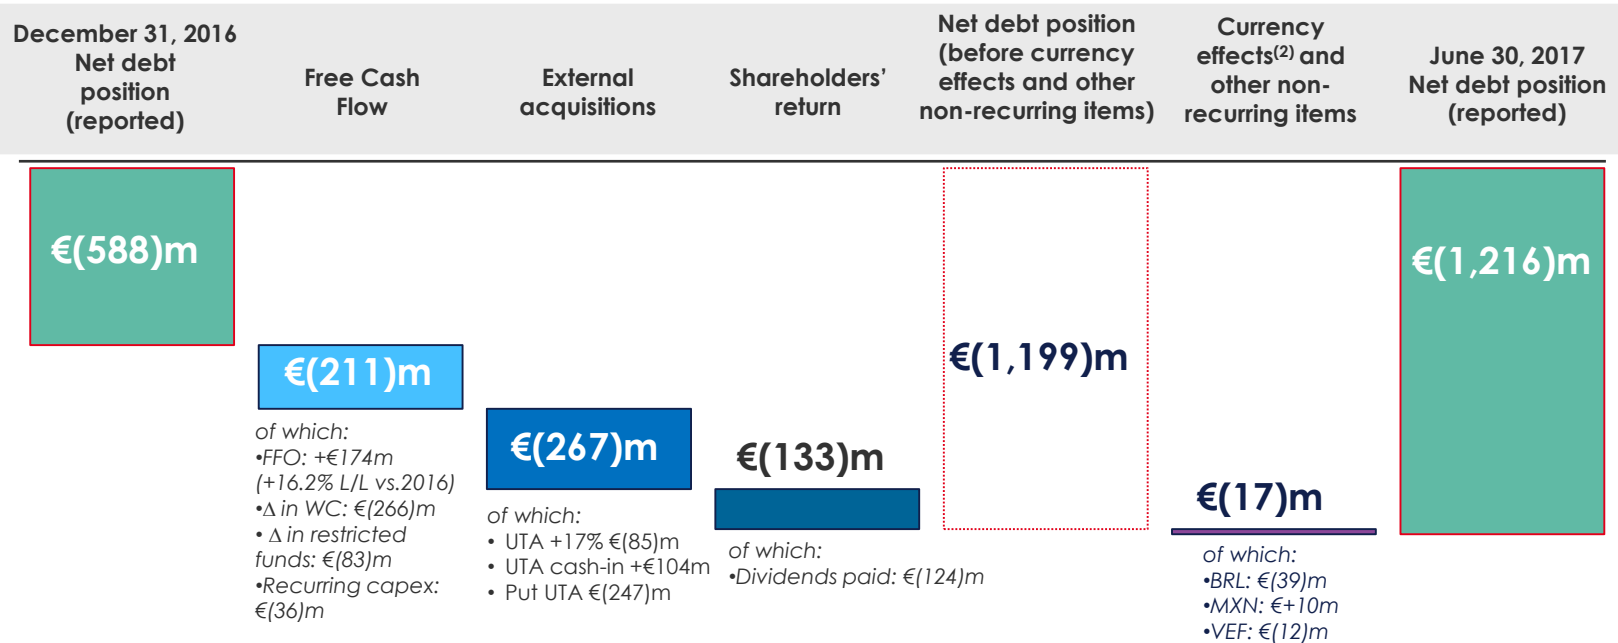 December 31, 2016
Net debt
position
(reported)
Free Cash
Flow
External
acquisitions
Shareholders’
return
Net debt position
(before currency
effects and other
non-recurring items)
Currency
effects(2) and
other non-
recurring items
June 30, 2017
Net debt position
(reported)
€(588)m
€(211)m
of which:
•FFO: +€174m
(+16.2% L/L vs.2016)
•Δ in WC: €(266)m
• Δ in restricted
funds: €(83)m
•Recurring capex:
€(36)m
€(267)m
of which:
• UTA +17% €(85)m
• UTA cash-in +€104m
• Put UTA €(247)m
€(133)m
of which:
•Dividends paid: €(124)m
€(1,199)m
€(17)m
of which:
•BRL: €(39)m
•MXN: €+10m
•VEF: €(12)m
€(1,216)m